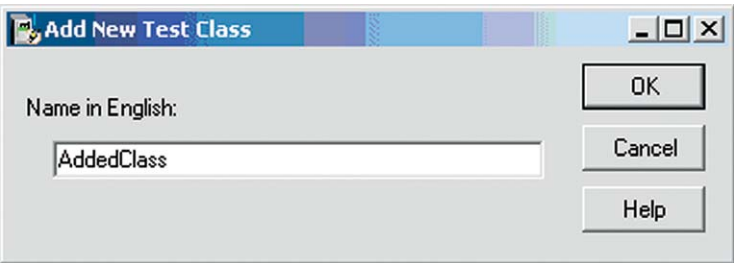 Add New Test Class
Name in English:
AddedClass
OK
Cancel
Help